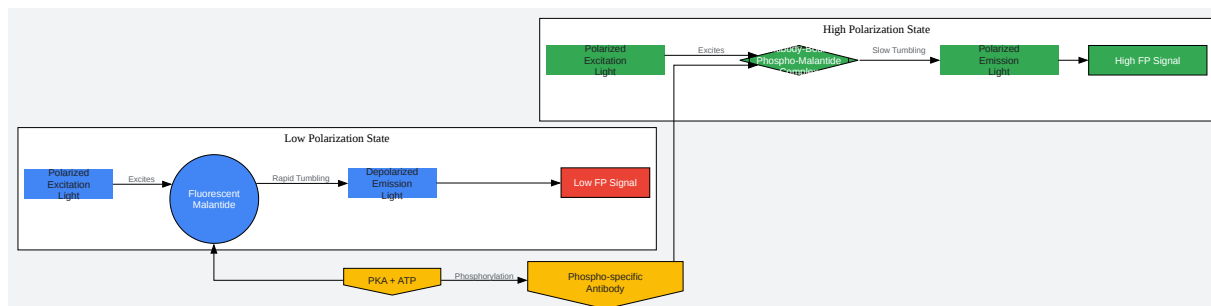 High Polarization State
Polarized
Excitation
Light
Excites
Phospho-Malantide
Complex
Slow Tumbling
Polarized
Emission
Light
High FP Signal
Low Polarization State
Polarized
Excitation
Light
Excites
Fluorescent
Malantide
Rapid Tumbling
Depolarized
Emission
Light
Low FP Signal
PKA + ATP
Phosphorylation
Phospho-specific
Antibody